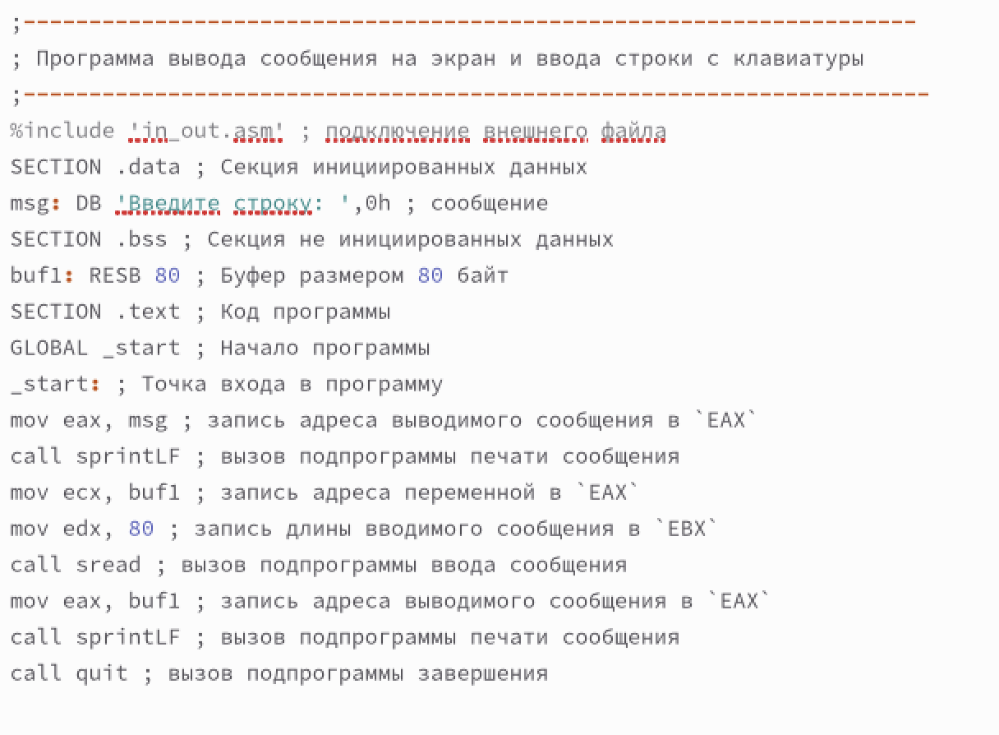 ;--------------------------------------------------------------------
; Программа вывода сообщения на экран и ввода строки с клавиатуры
;---------------------------------------------------------------------
%include 'in_out.asm' ; подключение внешнего файла
SECTION .data ; Секция инициированных данных
msg: DB 'Введите строку: ',0h ; сообщение
SECTION .bss ; Секция не инициированных данных
buf1: RESB 80 ; Буфер размером 80 байт
SECTION .text ; Код программы
GLOBAL _start ; Начало программы
_start: ; Точка входа в программу
mov eax, msg ; запись адреса выводимого сообщения в `EAX`
call sprintLF ; вызов подпрограммы печати сообщения
mov ecx, buf1 ; запись адреса переменной в `EAX`
mov edx, 80 ; запись длины вводимого сообщения в `EBX`
call sread ; вызов подпрограммы ввода сообщения
mov eax, buf1 ; запись адреса выводимого сообщения в `EAX`
call sprintLF ; вызов подпрограммы печати сообщения
call quit ; вызов подпрограммы завершения